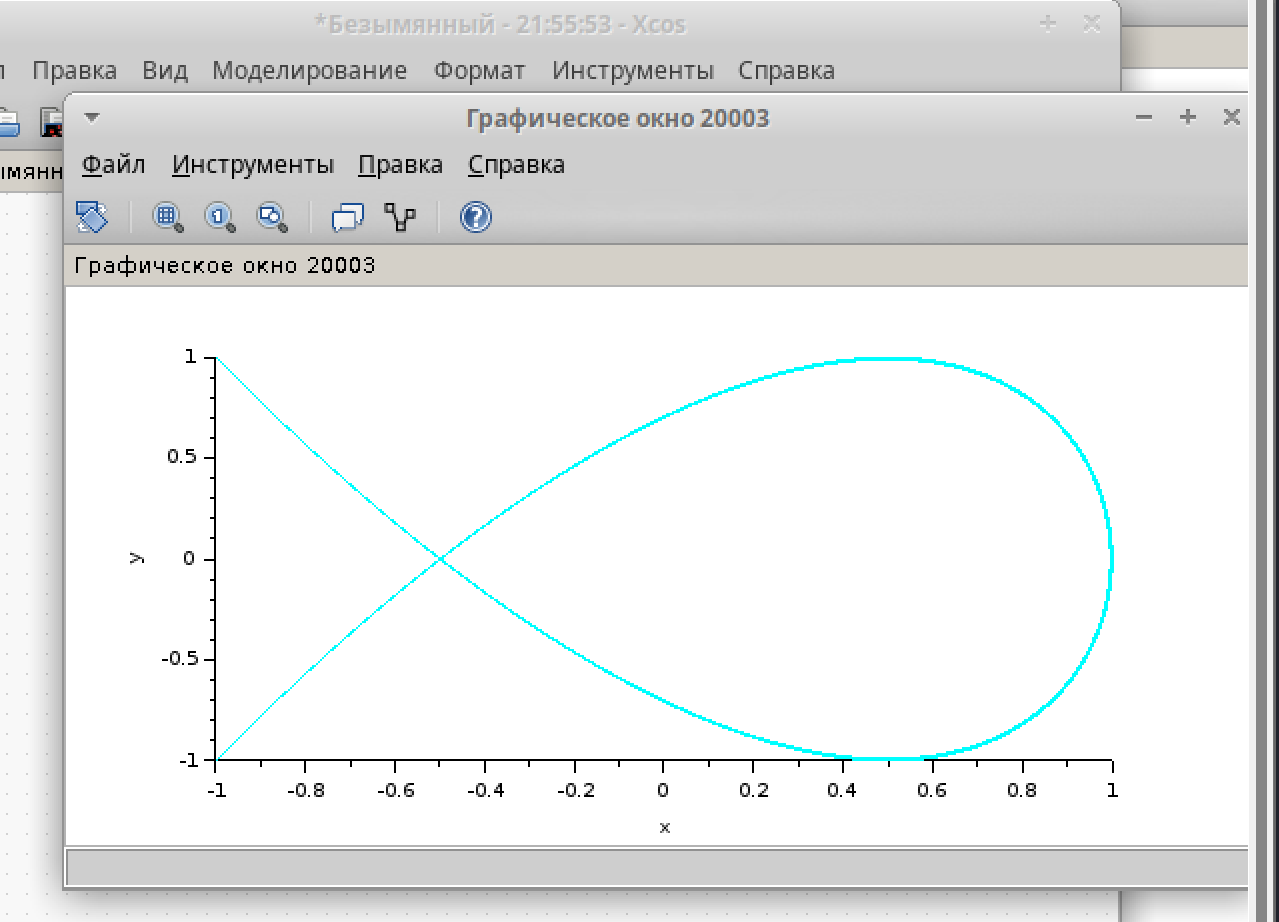 *Безымянный - 21:55:53 - Xcos
Правка Вид Моделирование Формат Инструменты Справка
Графическое окно 20003
Файл Инструменты Правка Справка
Графическое окно 20003
1
0.5
0
-0.5
-1
y
-1 -0.8 -0.6 -0.4 -0.2 0 0.2 0.4 0.6 0.8 1
x